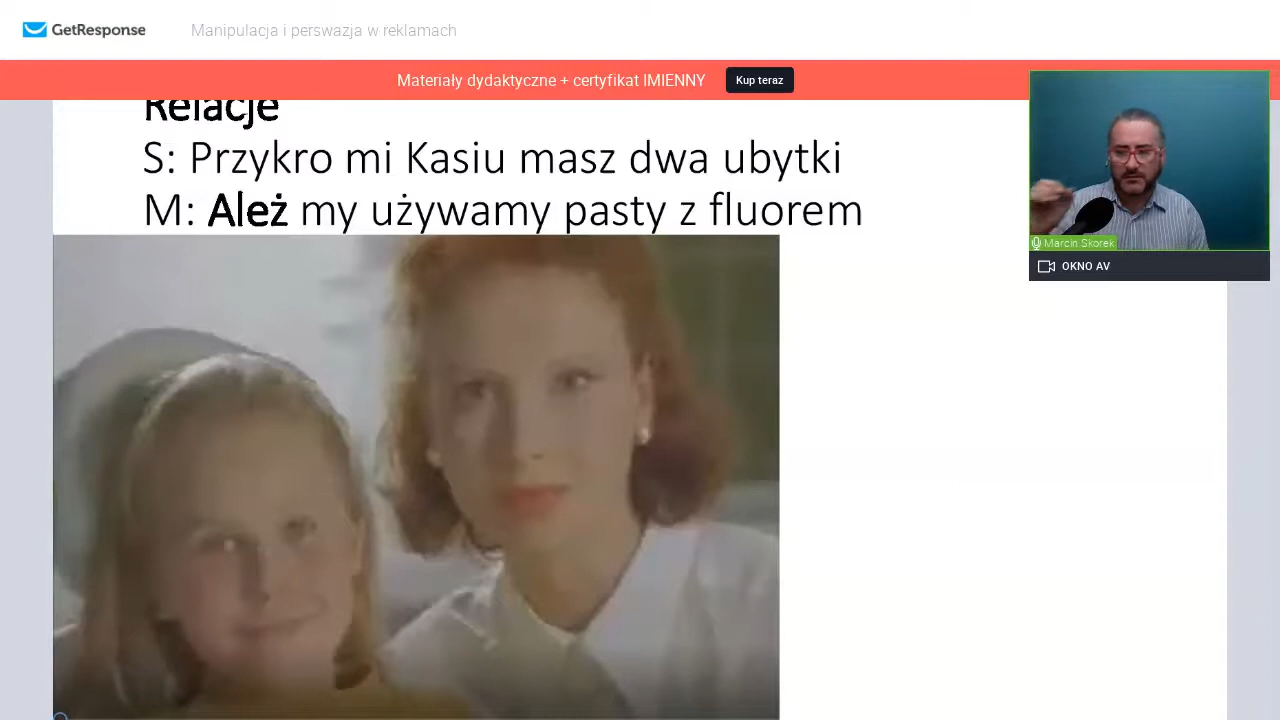 GetResponse
Manipulacja i perswazja w reklamach
Materiały dydaktyczne + certyfikat IMIENNY
Kup teraz
Relacje
S: Przykro mi Kasiu masz dwa ubytki
M: Ależ my używamy pasty z fluorem
Marcin Skorek
OKNO AV